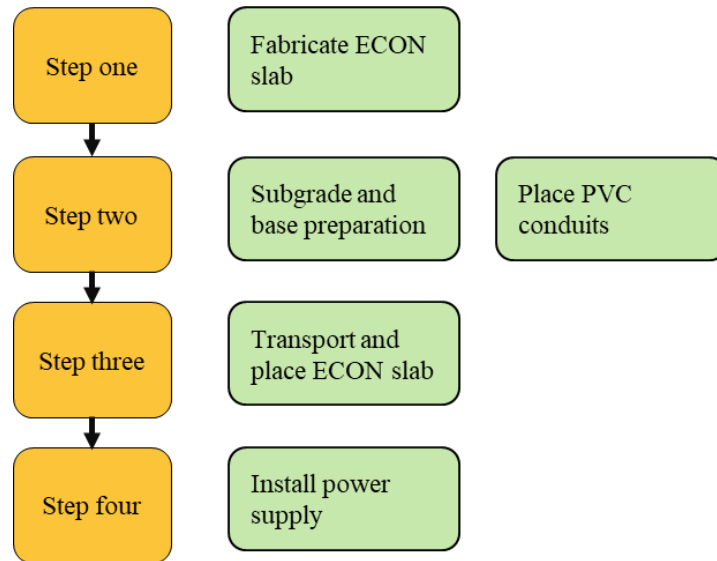 Step one
Fabricate ECON
slab
Step two
Subgrade and
base preparation
Place PVC
conduits
Step three
Transport and
place ECON slab
Step four
Install power
supply